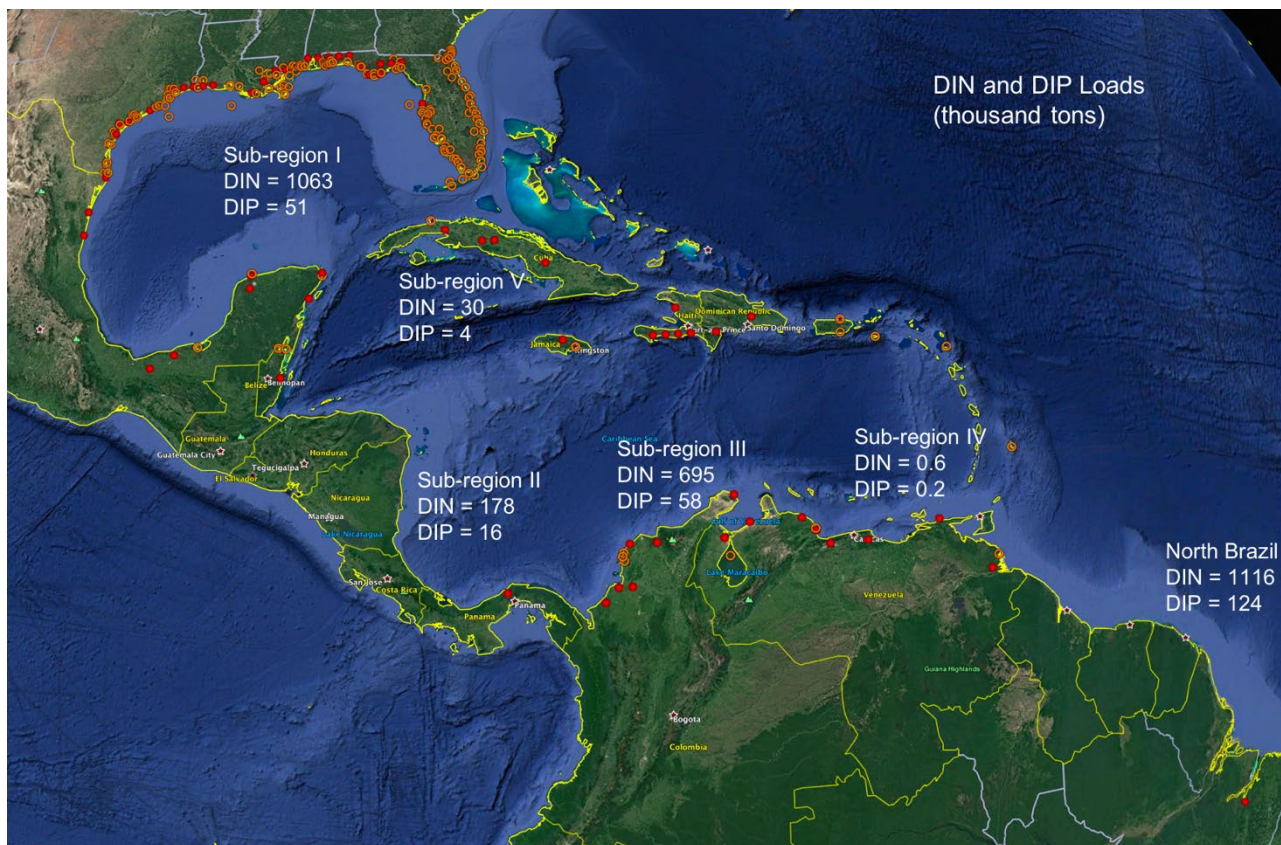 DIN and DIP Loads
(thousand tons)
Sub-region I
DIN = 1063
DIP = 51
Sub-region V
DIN = 30
DIP = 4
Cuba
Haiti
Dominican Republic
Santo Domingo
Jamaica
Kingston
Belize
Belmopan
Guatemala
Guatemala City
Honduras
Tegucigalpa
El Salvador
Nicaragua
Managua
Lake Nicaragua
Caribbean Sea
Sub-region II
DIN = 178
DIP = 16
Sub-region III
DIN = 695
DIP = 58
Sub-region IV
DIN = 0.6
DIP = 0.2
North Brazil
DIN = 1116
DIP = 124
San Jose
Costa Rica
Panama
Panama
Lake Maracaibo
Venezuela
Guiana Highlands
Bogota
Colombia